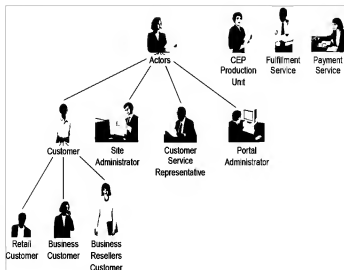 Actors
CEP
Production
Unit
Fulfillment
Service
Payment
Service
Customer
Site
Administrator
Customer
Service
Representative
Portal
Administrator
Retail
Customer
Business
Customer
Business
Resellers
Customer